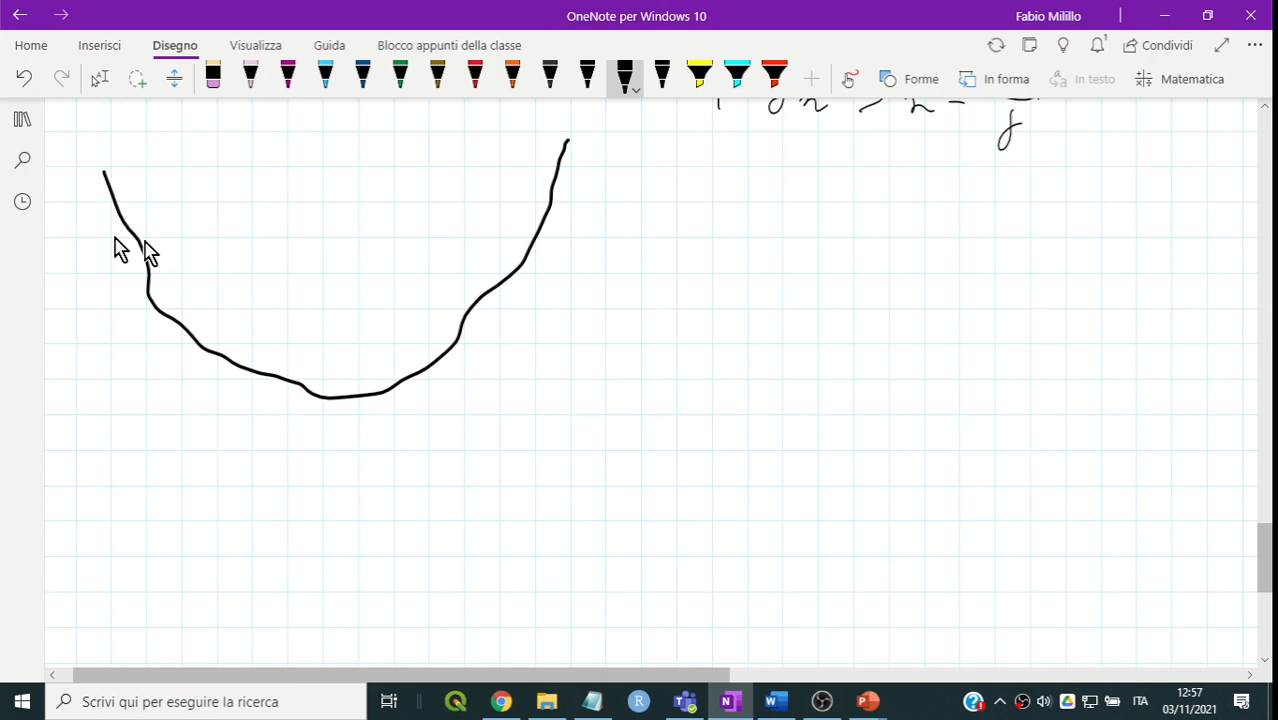 OneNote per Windows 10
Fabio Milillo
Home
Inserisci
Disegno
Visualizza
Guida
Blocco appunti della classe
Condividi
Forme
In forma
In testo
Matematica
Scrivi qui per eseguire la ricerca
ITA
12:57
03/11/2021